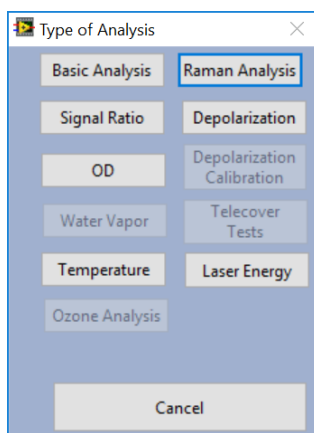 Type of Analysis
Basic Analysis
Raman Analysis
Signal Ratio
Depolarization
OD
Depolarization
Calibration
Water Vapor
Telecover
Tests
Temperature
Laser Energy
Ozone Analysis
Cancel